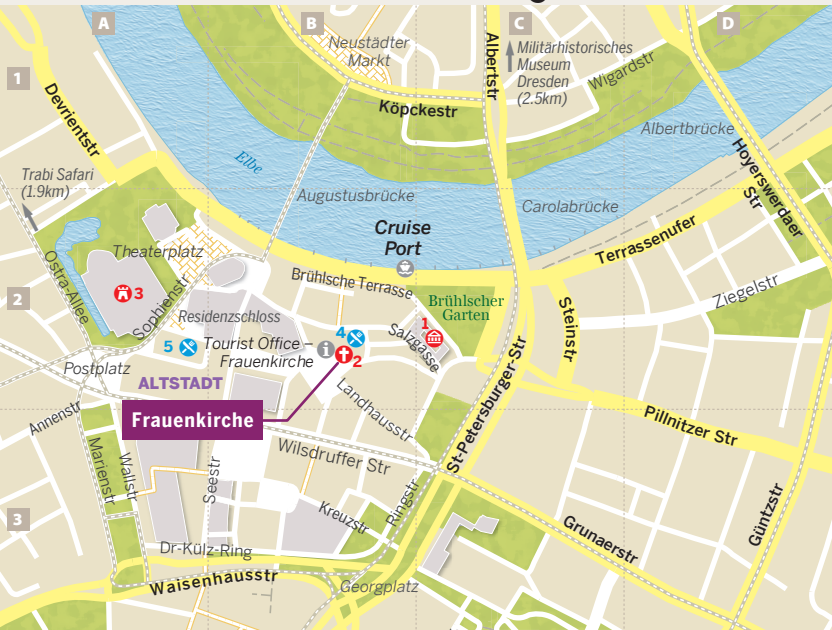 A
B
C
D
1
2
3
Neustädter
Markt
Albertstr
Militärhistorisches
Museum
Dresden
(2.5km)
Wigardstr
Köpckestr
Devrientstr
Albertbrücke
Hoyerswerdaer
Str
Elbe
Trabi Safari
(1.9km)
Augustusbrücke
Carolabrücke
Cruise
Port
Terrassenufer
Theaterplatz
Ostra-Allee
Brühlsche Terrasse
Ziegelstr
3
Sophienstr
Brühlscher
Garten
Steinstr
Residenzschloss
1
Salzgasse
4
5
Tourist Office –
Frauenkirche
2
Postplatz
ALTSTADT
Landhausstr
St-Petersburger-Str
Frauenkirche
Annenstr
Pillnitzer Str
Marienstr
Wallstr
Wilsdruffer Str
Seestr
Ringstr
Kreuzstr
Güntzstr
Grunaerstr
Dr-Külz-Ring
Waisenhausstr
Georgplatz